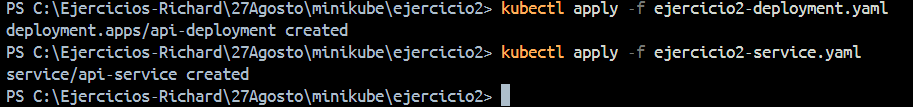 PS C:\Ejercicios-Richard\27Agosto\minikube\ejercicio2> kubectl apply -f ejercicio2-deployment.yaml
deployment.apps/api-deployment created
PS C:\Ejercicios-Richard\27Agosto\minikube\ejercicio2> kubectl apply -f ejercicio2-service.yaml
service/api-service created
PS C:\Ejercicios-Richard\27Agosto\minikube\ejercicio2>